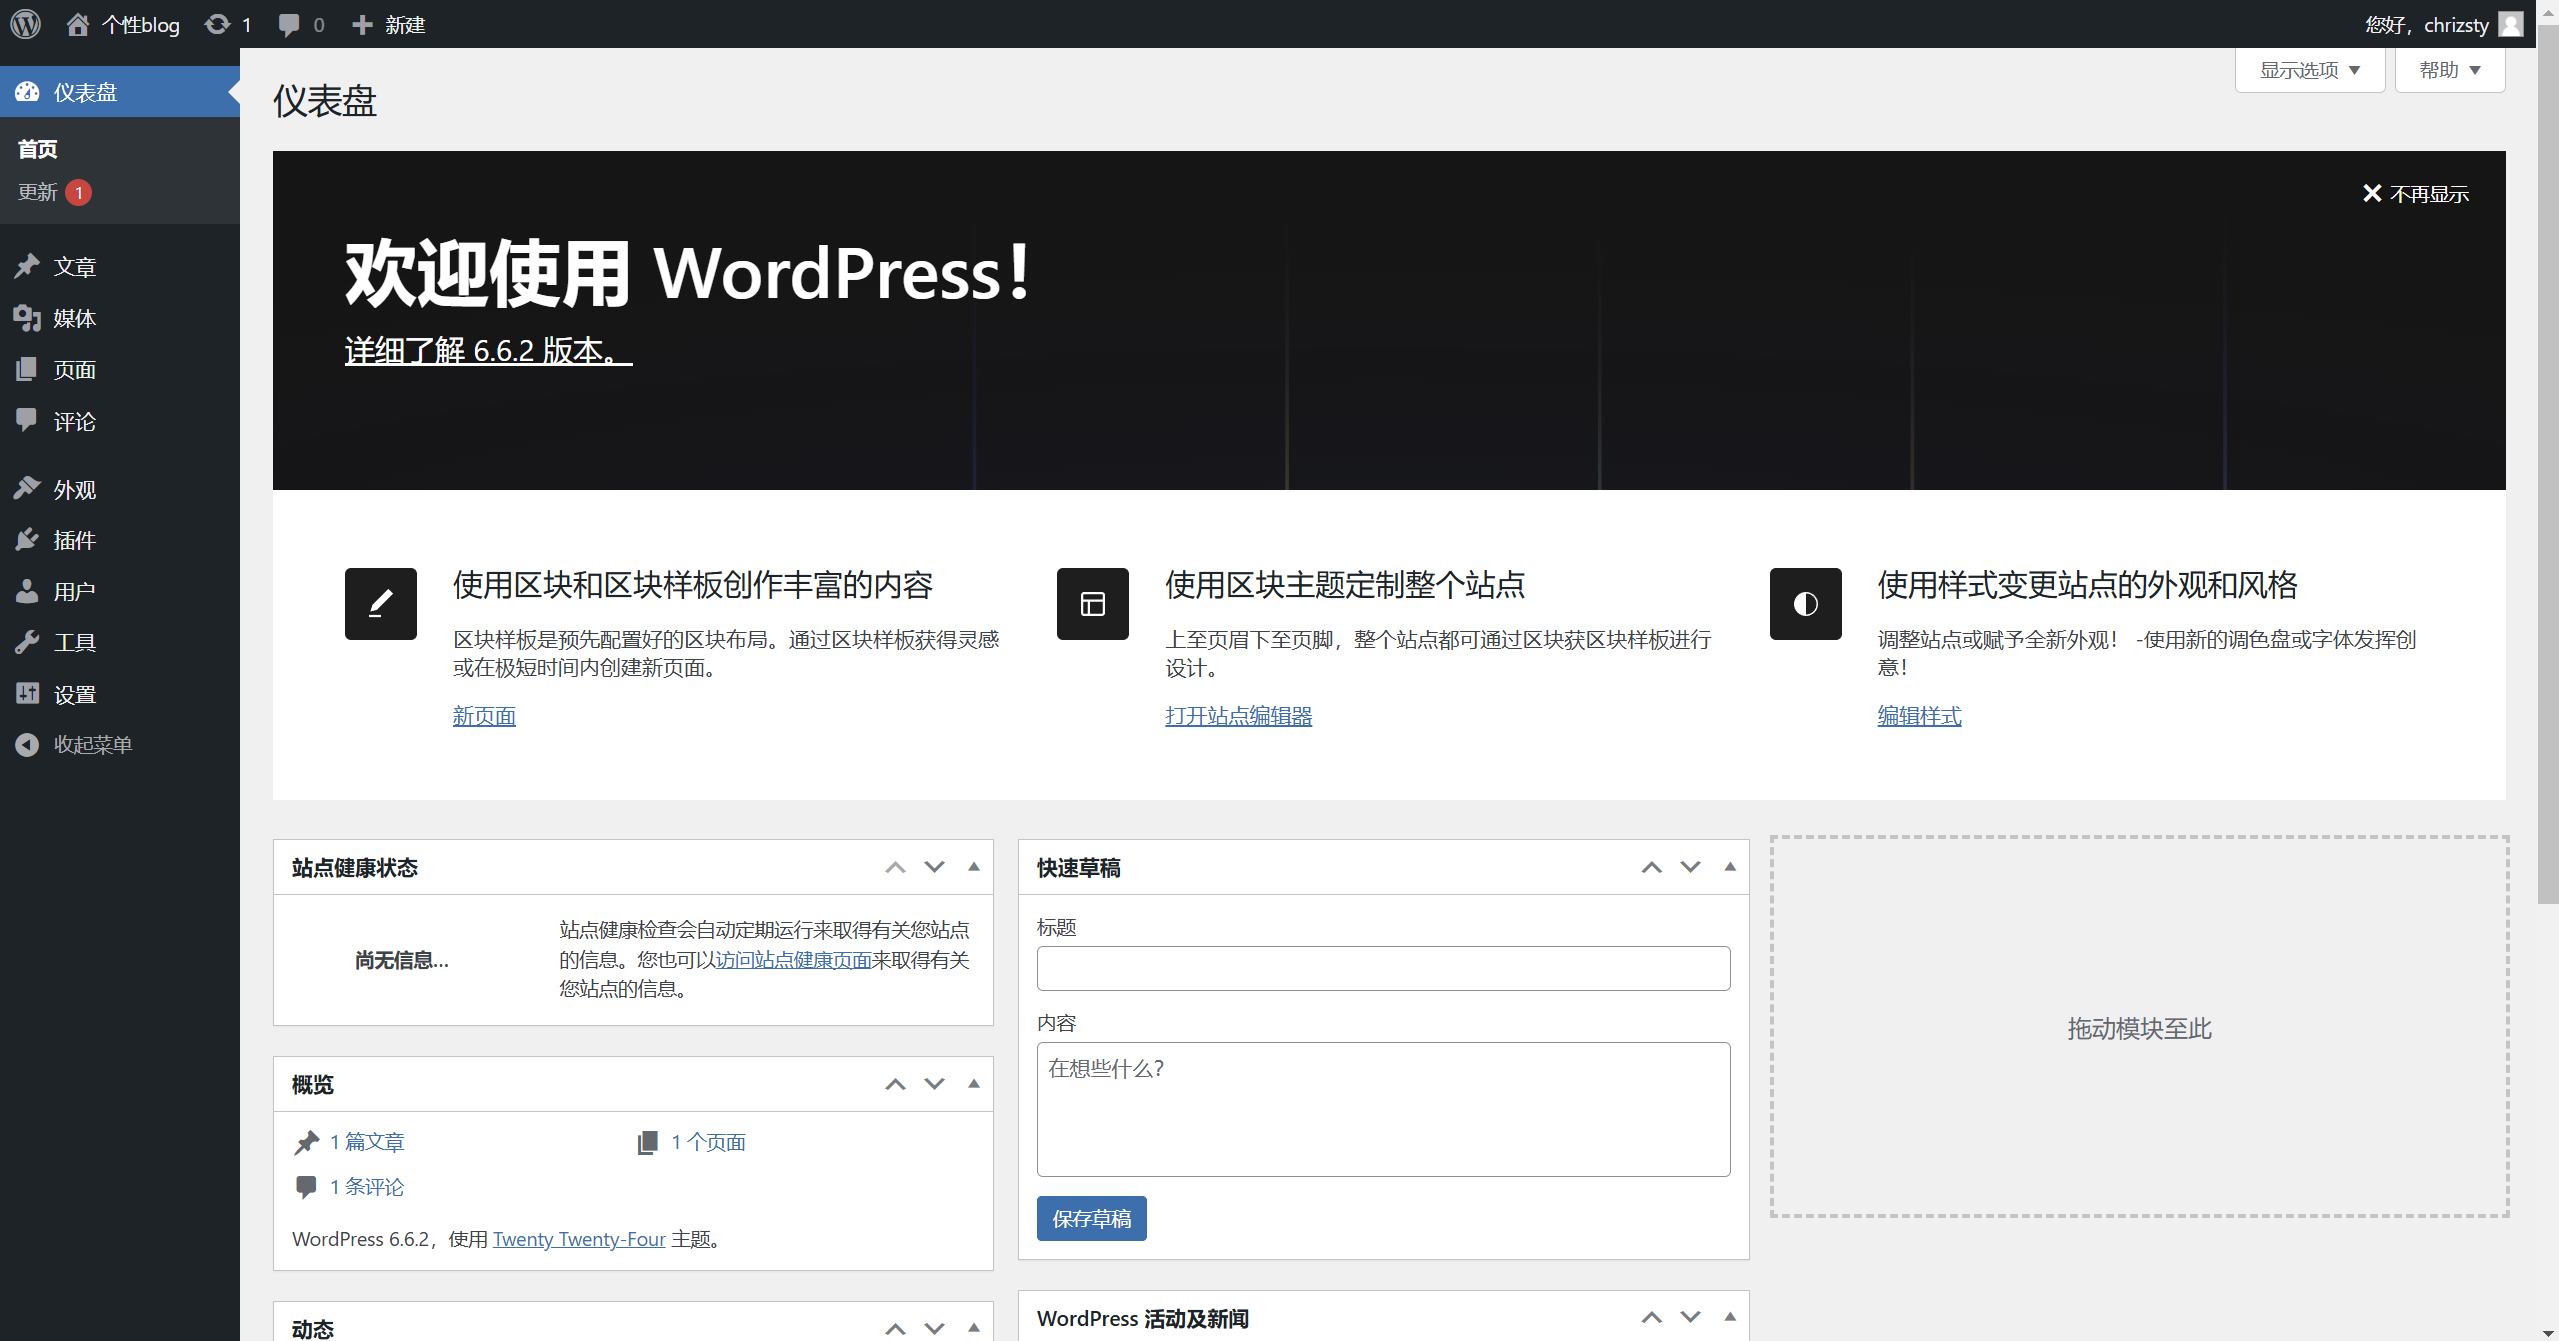 个性blog
1
0
新建
您好，chrizsty
仪表盘
首页
更新 1
文章
媒体
页面
评论
外观
插件
用户
工具
设置
收起菜单
显示选项
帮助
仪表盘
不再显示
欢迎使用 WordPress！
详细了解 6.6.2 版本。
使用区块和区块样板创作丰富的内容
区块样板是预先配置好的区块布局。通过区块样板获得灵感
或在极短时间内创建新页面。
新页面
使用区块主题定制整个站点
上至页眉下至页脚，整个站点都可通过区块获区块样板进行
设计。
打开站点编辑器
使用样式变更站点的外观和风格
调整站点或赋予全新外观！ -使用新的调色盘或字体发挥创
意！
编辑样式
站点健康状态
尚无信息...
站点健康检查会自动定期运行来取得有关您站点
的信息。您也可以访问站点健康页面来取得有关
您站点的信息。
概览
1 篇文章
1 个页面
1 条评论
WordPress 6.6.2，使用 Twenty Twenty-Four 主题。
动态
快速草稿
标题
内容
在想些什么？
保存草稿
WordPress 活动及新闻
拖动模块至此